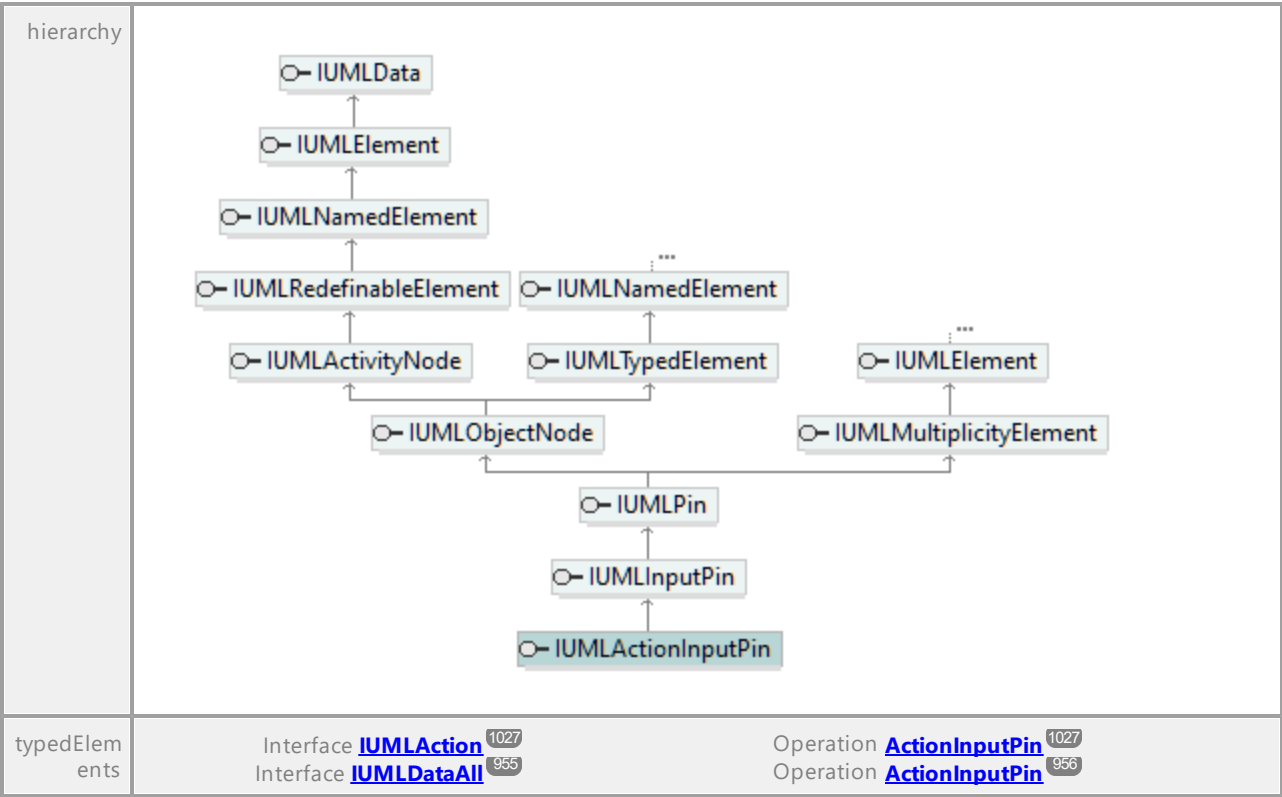 hierarchy
IUMLData
IUMLElement
IUMLNamedElement
...
IUMLRedefinableElement IUMLNamedElement
...
IUMLActivityNode IUMLTypedElement IUMLElement
IUMLObjectNode IUMLMultiplicityElement
IUMLPin
IUMLInputPin
IUMLActionInputPin
typedElem
ents
Interface IUMLAction 1027 Operation ActionInputPin 1027
Interface IUMLDataAll 955 Operation ActionInputPin 956